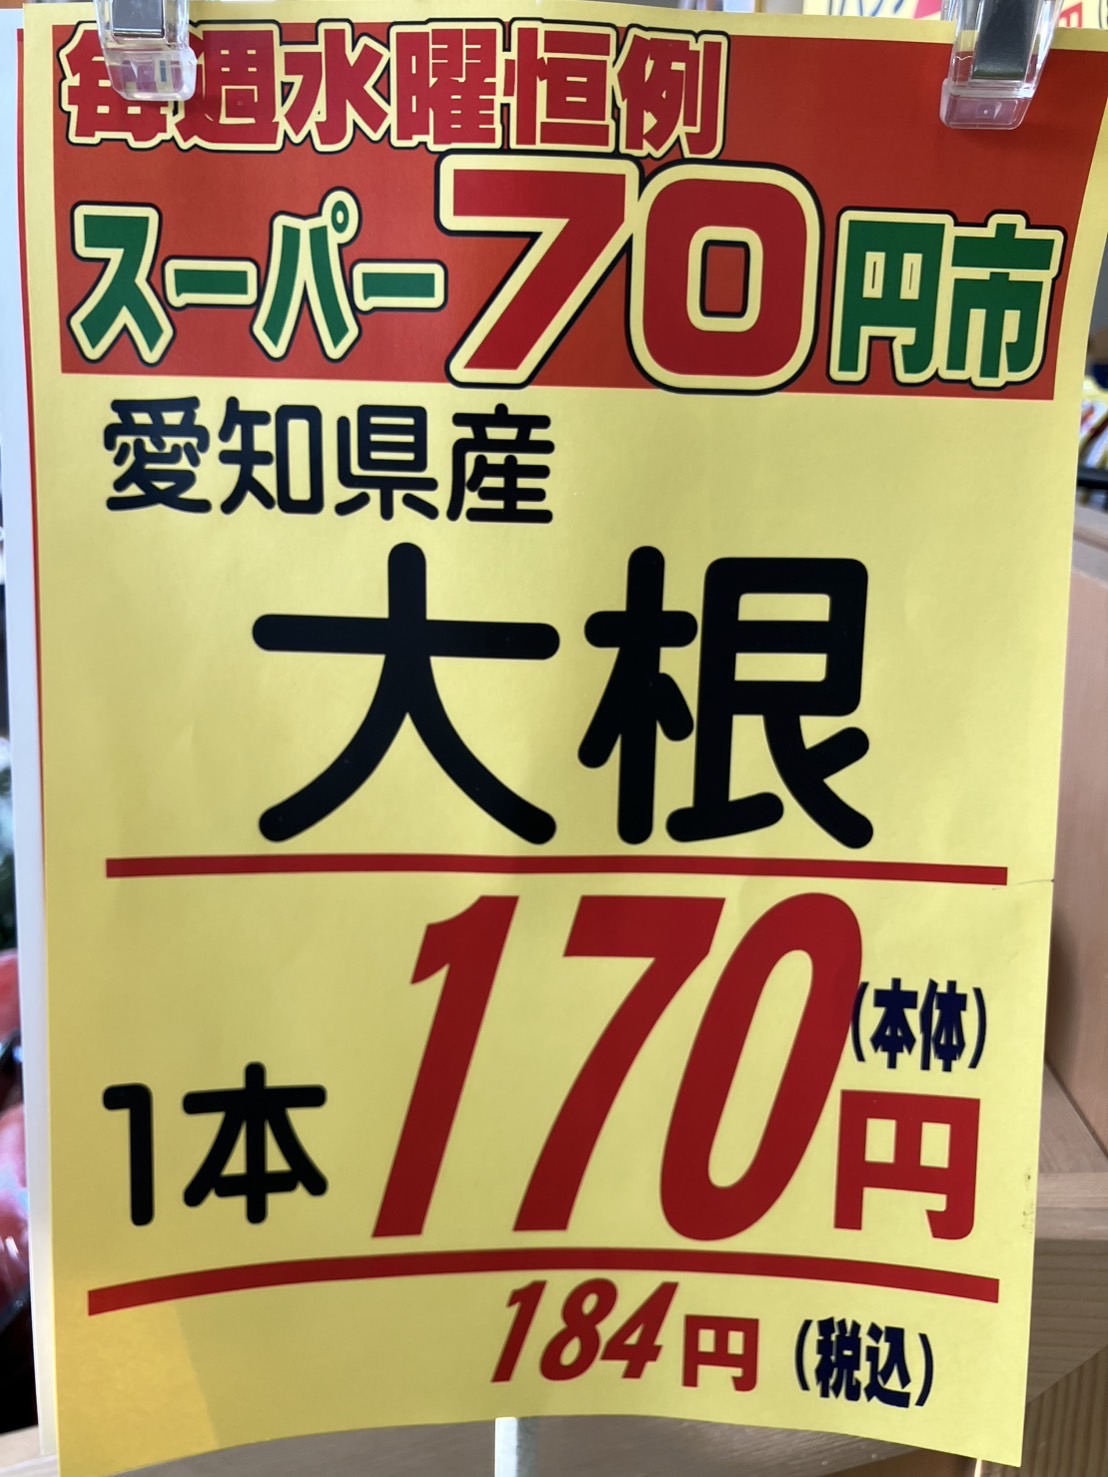 毎週水曜恒例
スーパー70円市
愛知県産
大根
1本 170円 (本体)
184円 (税込)